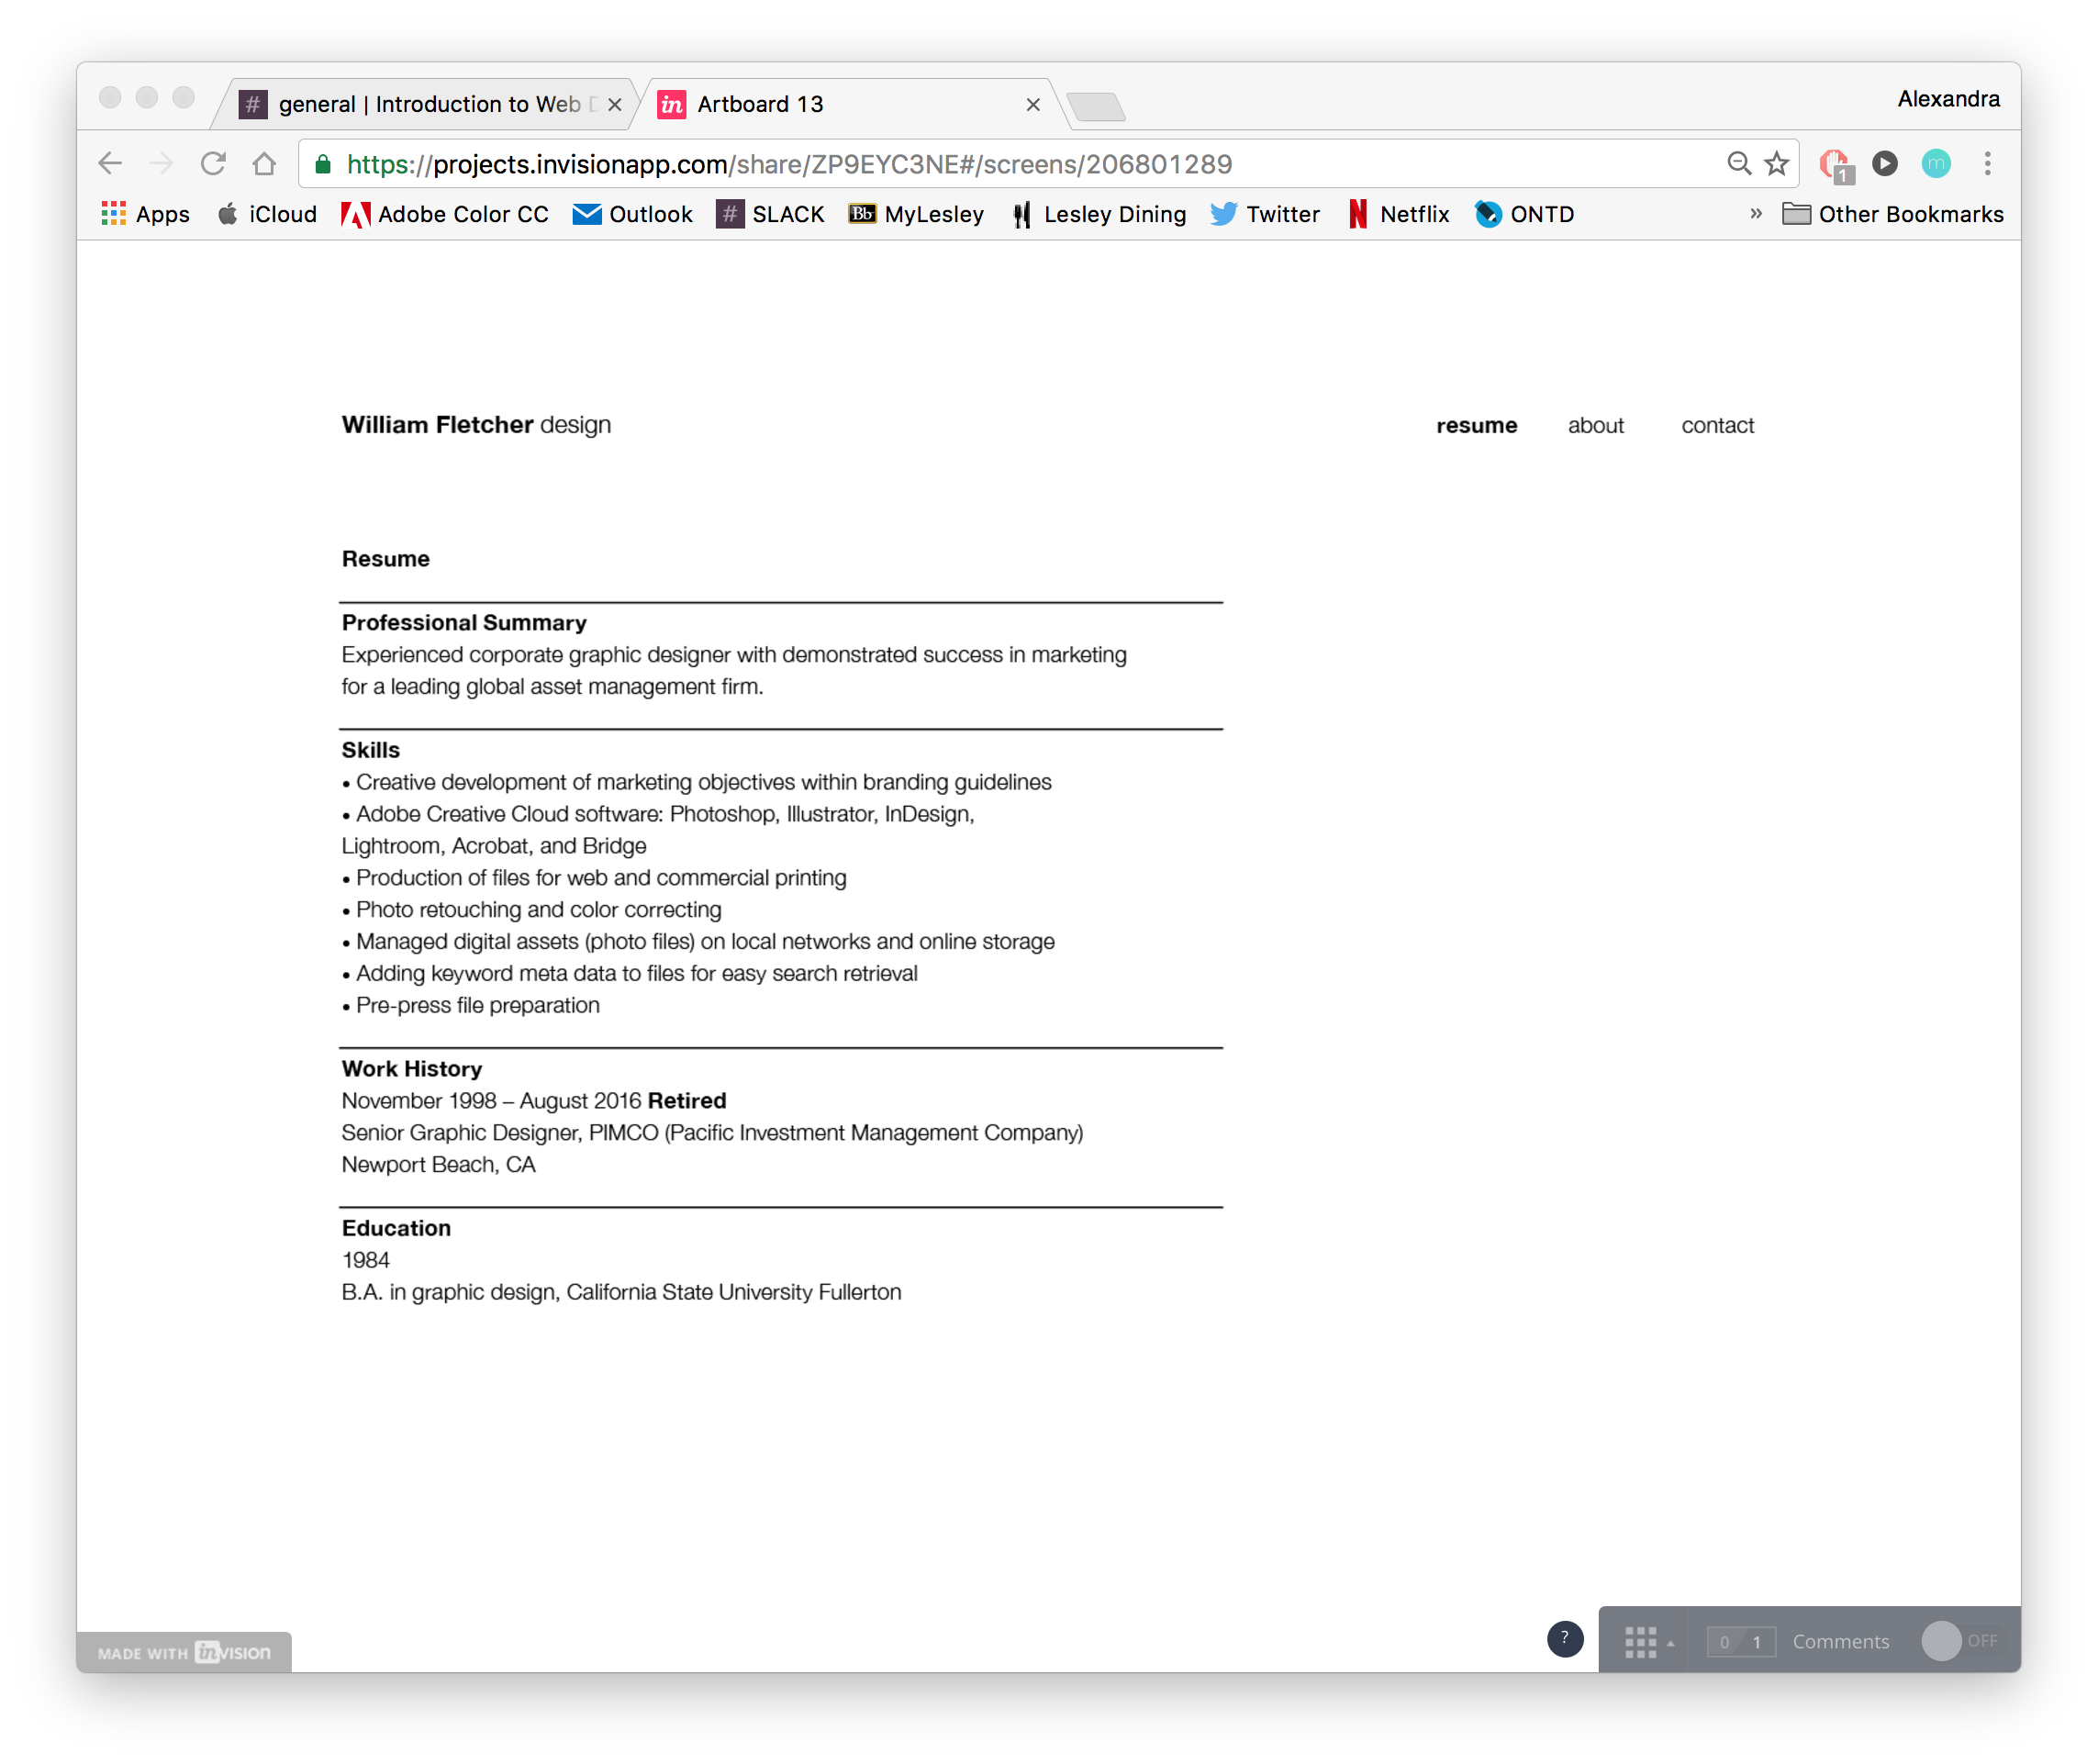 general | Introduction to Web
Artboard 13
Alexandra
https://projects.invisionapp.com/share/ZP9EYC3NE#/screens/206801289
1
m
Apps
iCloud
Adobe Color CC
Outlook
# SLACK
Bb MyLesley
Lesley Dining
Twitter
Netflix
ONTD
» Other Bookmarks
William Fletcher design
resume about contact
Resume
Professional Summary
Experienced corporate graphic designer with demonstrated success in marketing
for a leading global asset management firm.
Skills
• Creative development of marketing objectives within branding guidelines
• Adobe Creative Cloud software: Photoshop, Illustrator, InDesign,
Lightroom, Acrobat, and Bridge
• Production of files for web and commercial printing
• Photo retouching and color correcting
• Managed digital assets (photo files) on local networks and online storage
• Adding keyword meta data to files for easy search retrieval
• Pre-press file preparation
Work History
November 1998 – August 2016 Retired
Senior Graphic Designer, PIMCO (Pacific Investment Management Company)
Newport Beach, CA
Education
1984
B.A. in graphic design, California State University Fullerton
MADE WITH inVISION
?
0 / 1 Comments OFF